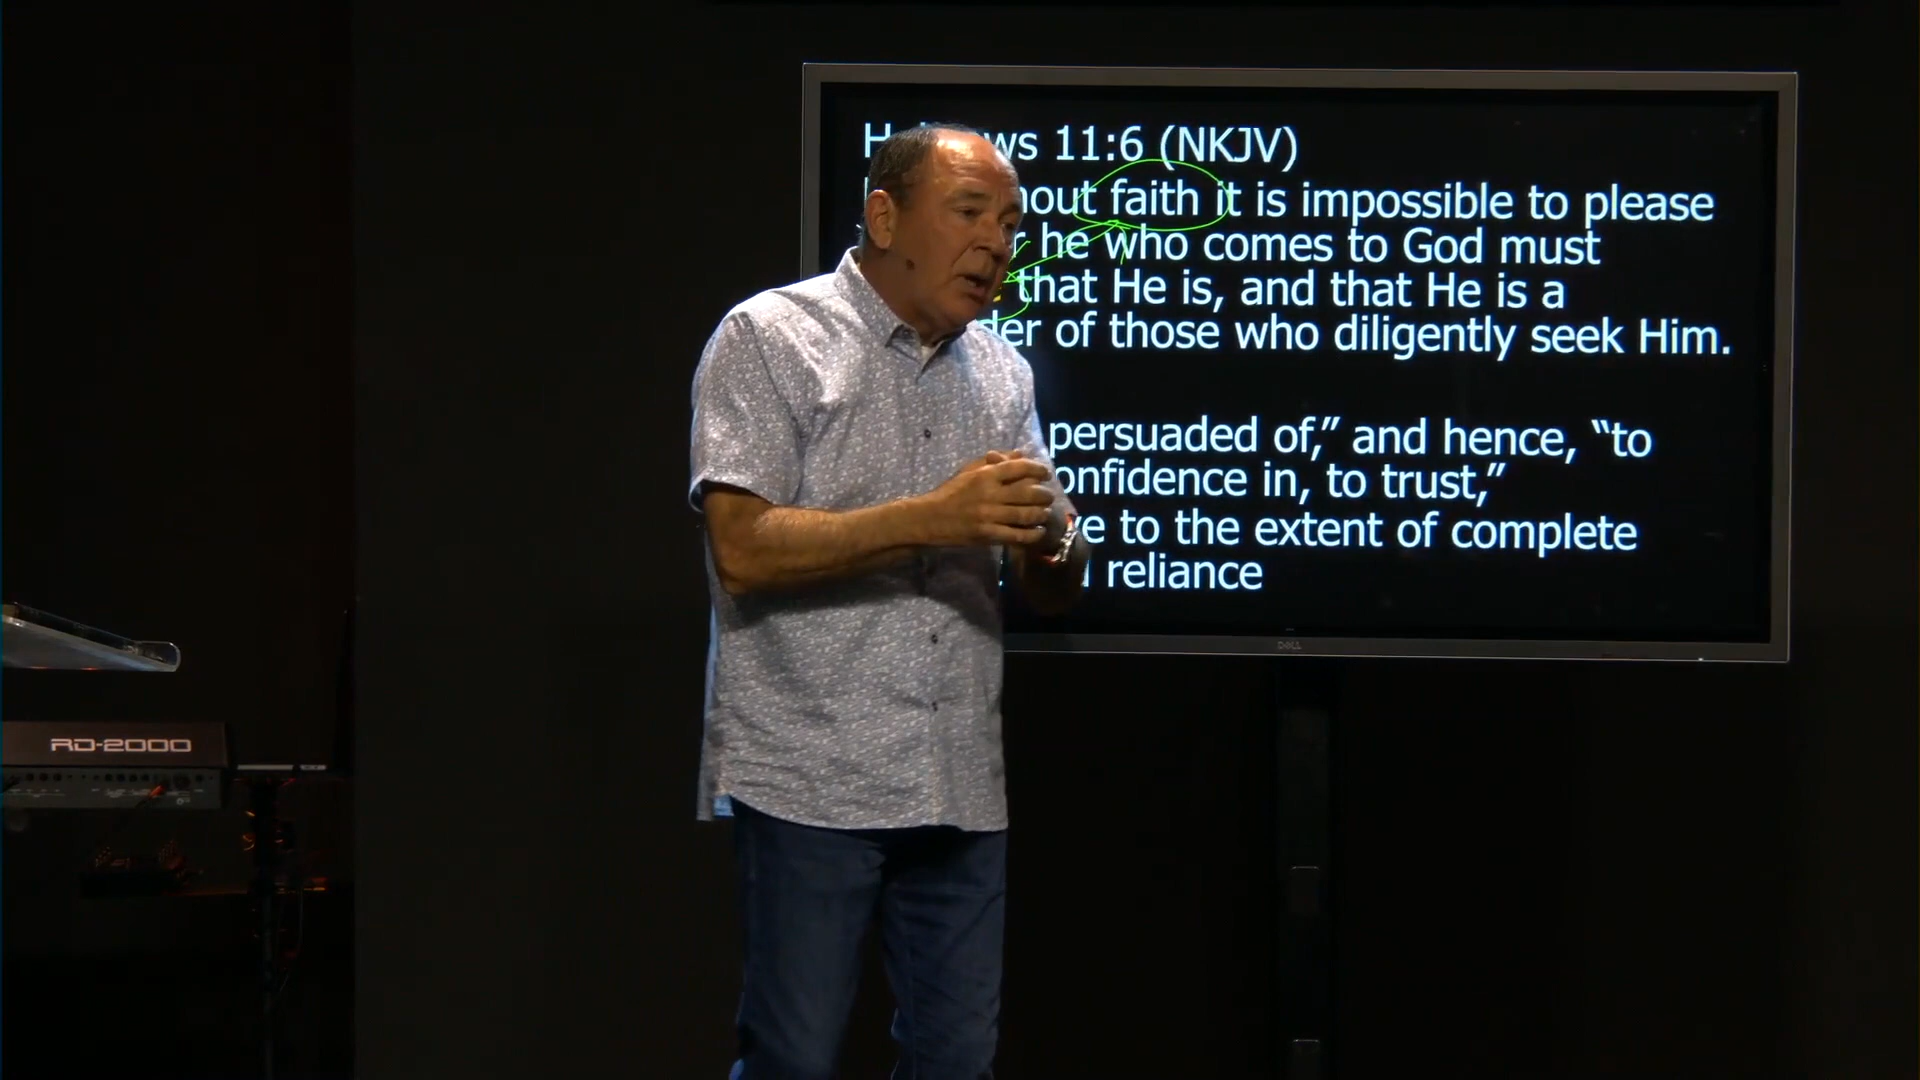 ws 11:6 (NKJV)
hout faith it is impossible to please
r he who comes to God must
that He is, and that He is a
der of those who diligently seek Him.
persuaded of,” and hence, “to
onfidence in, to trust,”
ve to the extent of complete
reliance
DELL
RD-2000